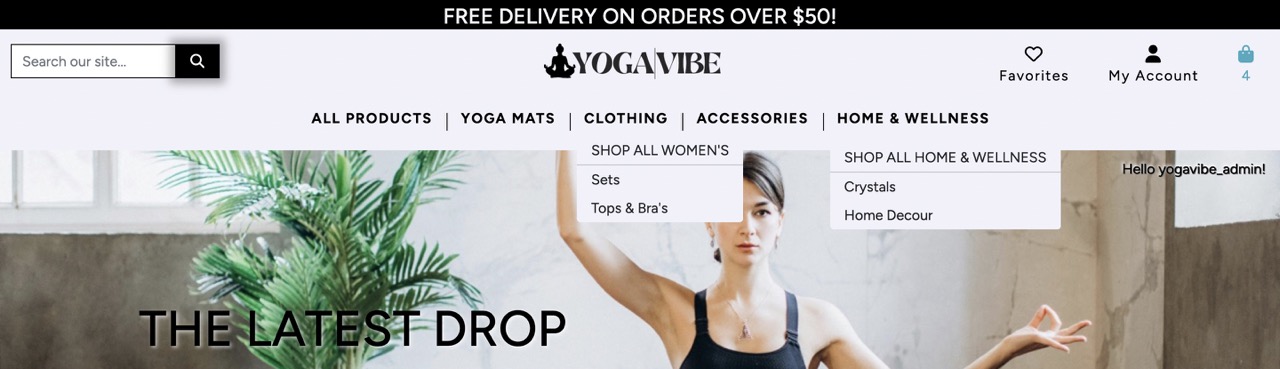 FREE DELIVERY ON ORDERS OVER $50!
Search our site...
YOGA VIBE
Favorites
My Account
4
ALL PRODUCTS
YOGA MATS
CLOTHING
ACCESSORIES
HOME & WELLNESS
SHOP ALL WOMEN'S
Sets
Tops & Bra's
SHOP ALL HOME & WELLNESS
Crystals
Home Decour
Hello yogavibe_admin!
THE LATEST DROP